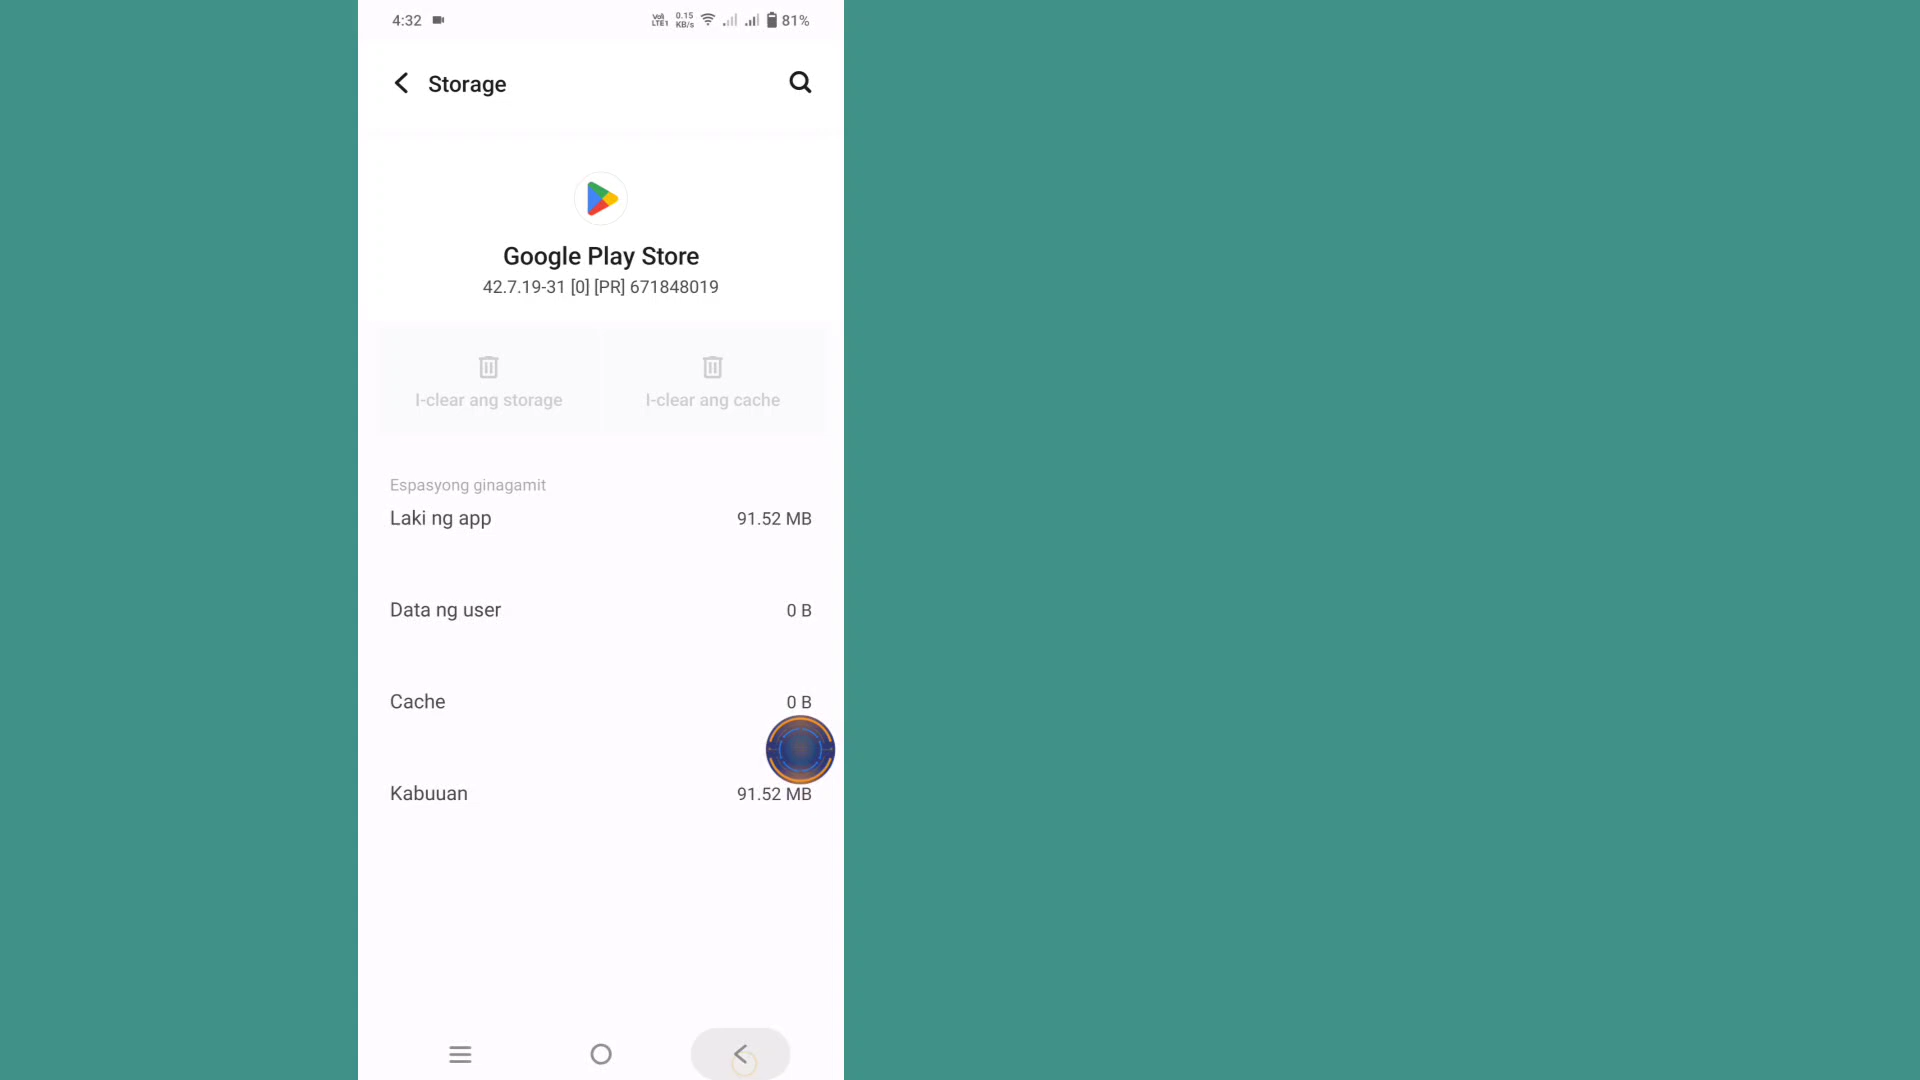 4:32 Vo) LTE1 0.15 KB/s 81%
Storage
Google Play Store
42.7.19-31 [0] [PR] 671848019
I-clear ang storage I-clear ang cache
Espasyong ginagamit
Laki ng app 91.52 MB
Data ng user 0 B
Cache 0 B
Kabuuan 91.52 MB